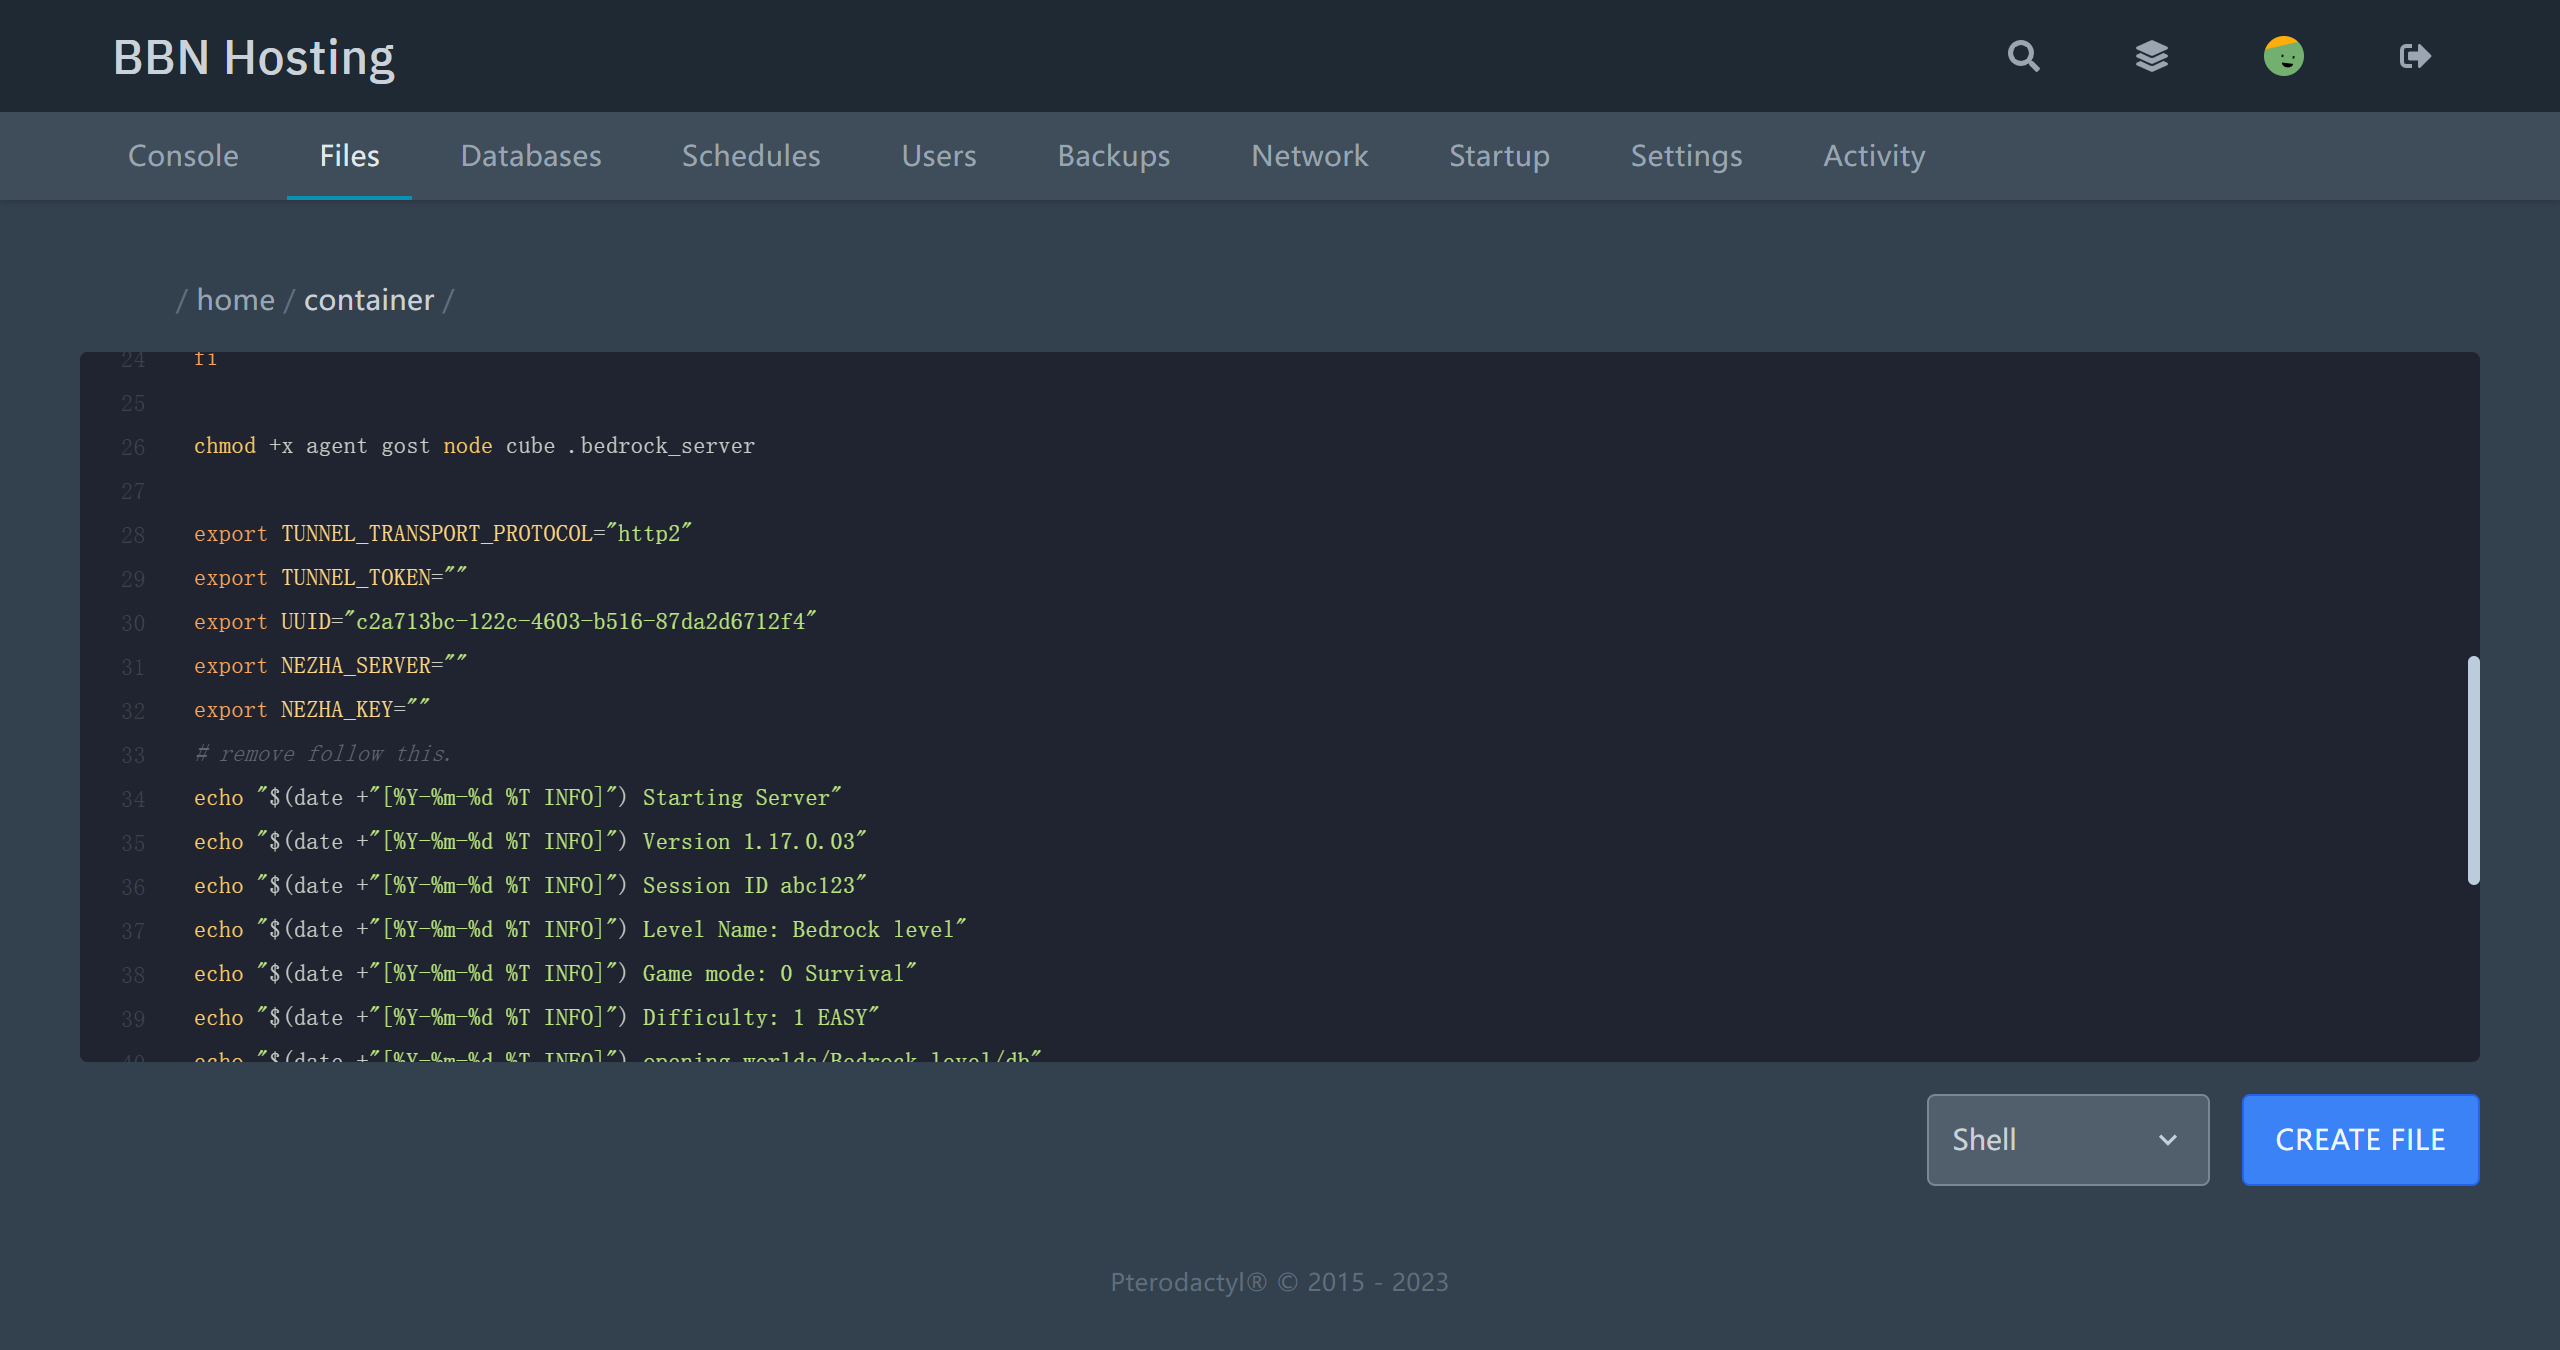 BBN Hosting
Console Files Databases Schedules Users Backups Network Startup Settings Activity
/ home / container /
24 fi
25
26 chmod +x agent gost node cube .bedrock_server
27
28 export TUNNEL_TRANSPORT_PROTOCOL="http2"
29 export TUNNEL_TOKEN=""
30 export UUID="c2a713bc-122c-4603-b516-87da2d6712f4"
31 export NEZHA_SERVER=""
32 export NEZHA_KEY=""
33 # remove follow this.
34 echo "$(date +"[%Y-%m-%d %T INFO]") Starting Server"
35 echo "$(date +"[%Y-%m-%d %T INFO]") Version 1.17.0.03"
36 echo "$(date +"[%Y-%m-%d %T INFO]") Session ID abc123"
37 echo "$(date +"[%Y-%m-%d %T INFO]") Level Name: Bedrock level"
38 echo "$(date +"[%Y-%m-%d %T INFO]") Game mode: 0 Survival"
39 echo "$(date +"[%Y-%m-%d %T INFO]") Difficulty: 1 EASY"
40 echo "$(date +"[%Y-%m-%d %T INFO]") opening worlds/Bedrock level/db"
Shell
CREATE FILE
Pterodactyl® © 2015 - 2023